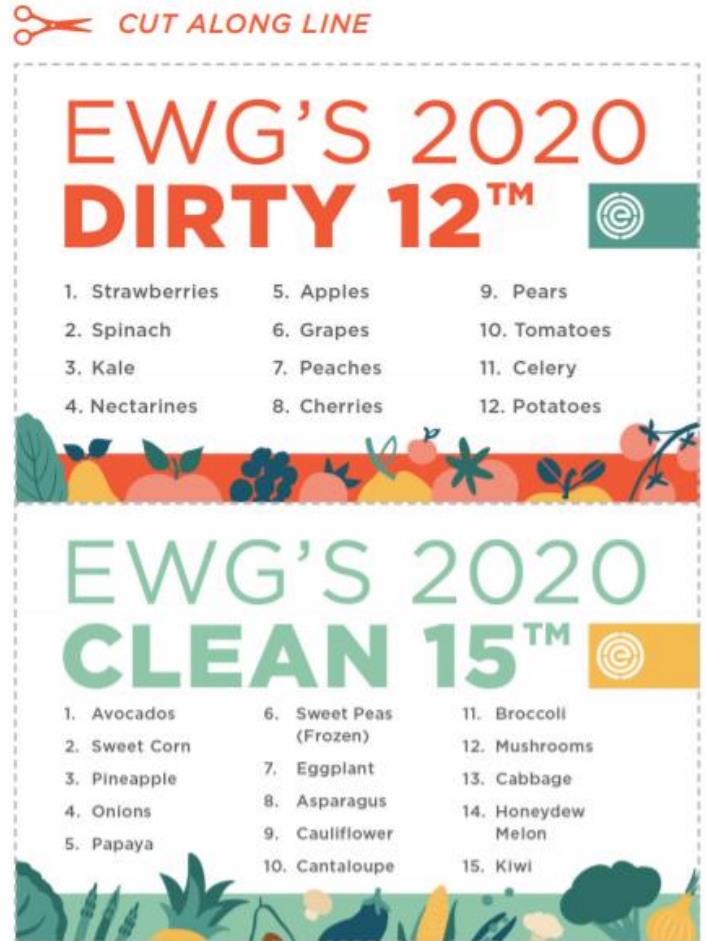 CUT ALONG LINE
EWG'S 2020
DIRTY 12™
1. Strawberries
2. Spinach
3. Kale
4. Nectarines
5. Apples
6. Grapes
7. Peaches
8. Cherries
9. Pears
10. Tomatoes
11. Celery
12. Potatoes
EWG'S 2020
CLEAN 15™
1. Avocados
2. Sweet Corn
3. Pineapple
4. Onions
5. Papaya
6. Sweet Peas
(Frozen)
7. Eggplant
8. Asparagus
9. Cauliflower
10. Cantaloupe
11. Broccoli
12. Mushrooms
13. Cabbage
14. Honeydew
Melon
15. Kiwi